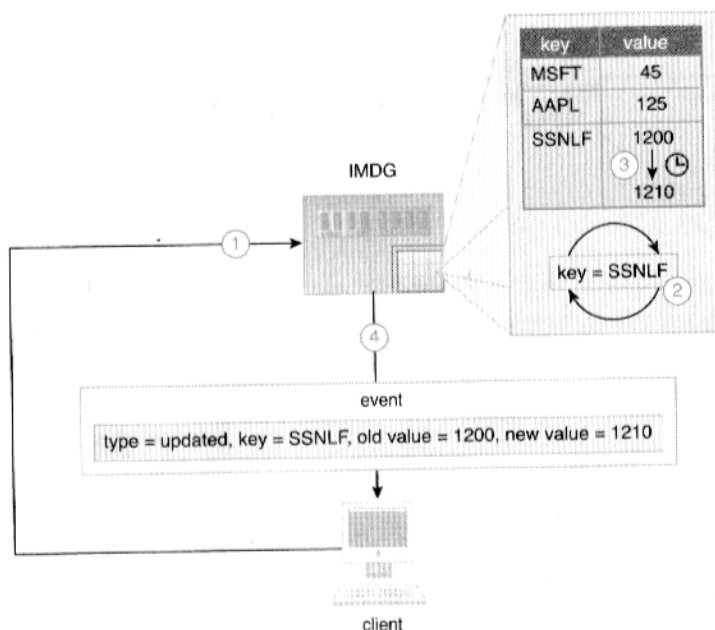 key value
MSFT 45
AAPL 125
SSNLF 1200
3
1210
IMDG
1
key = SSNLF
2
4
event
type = updated, key = SSNLF, old value = 1200, new value = 1210
client